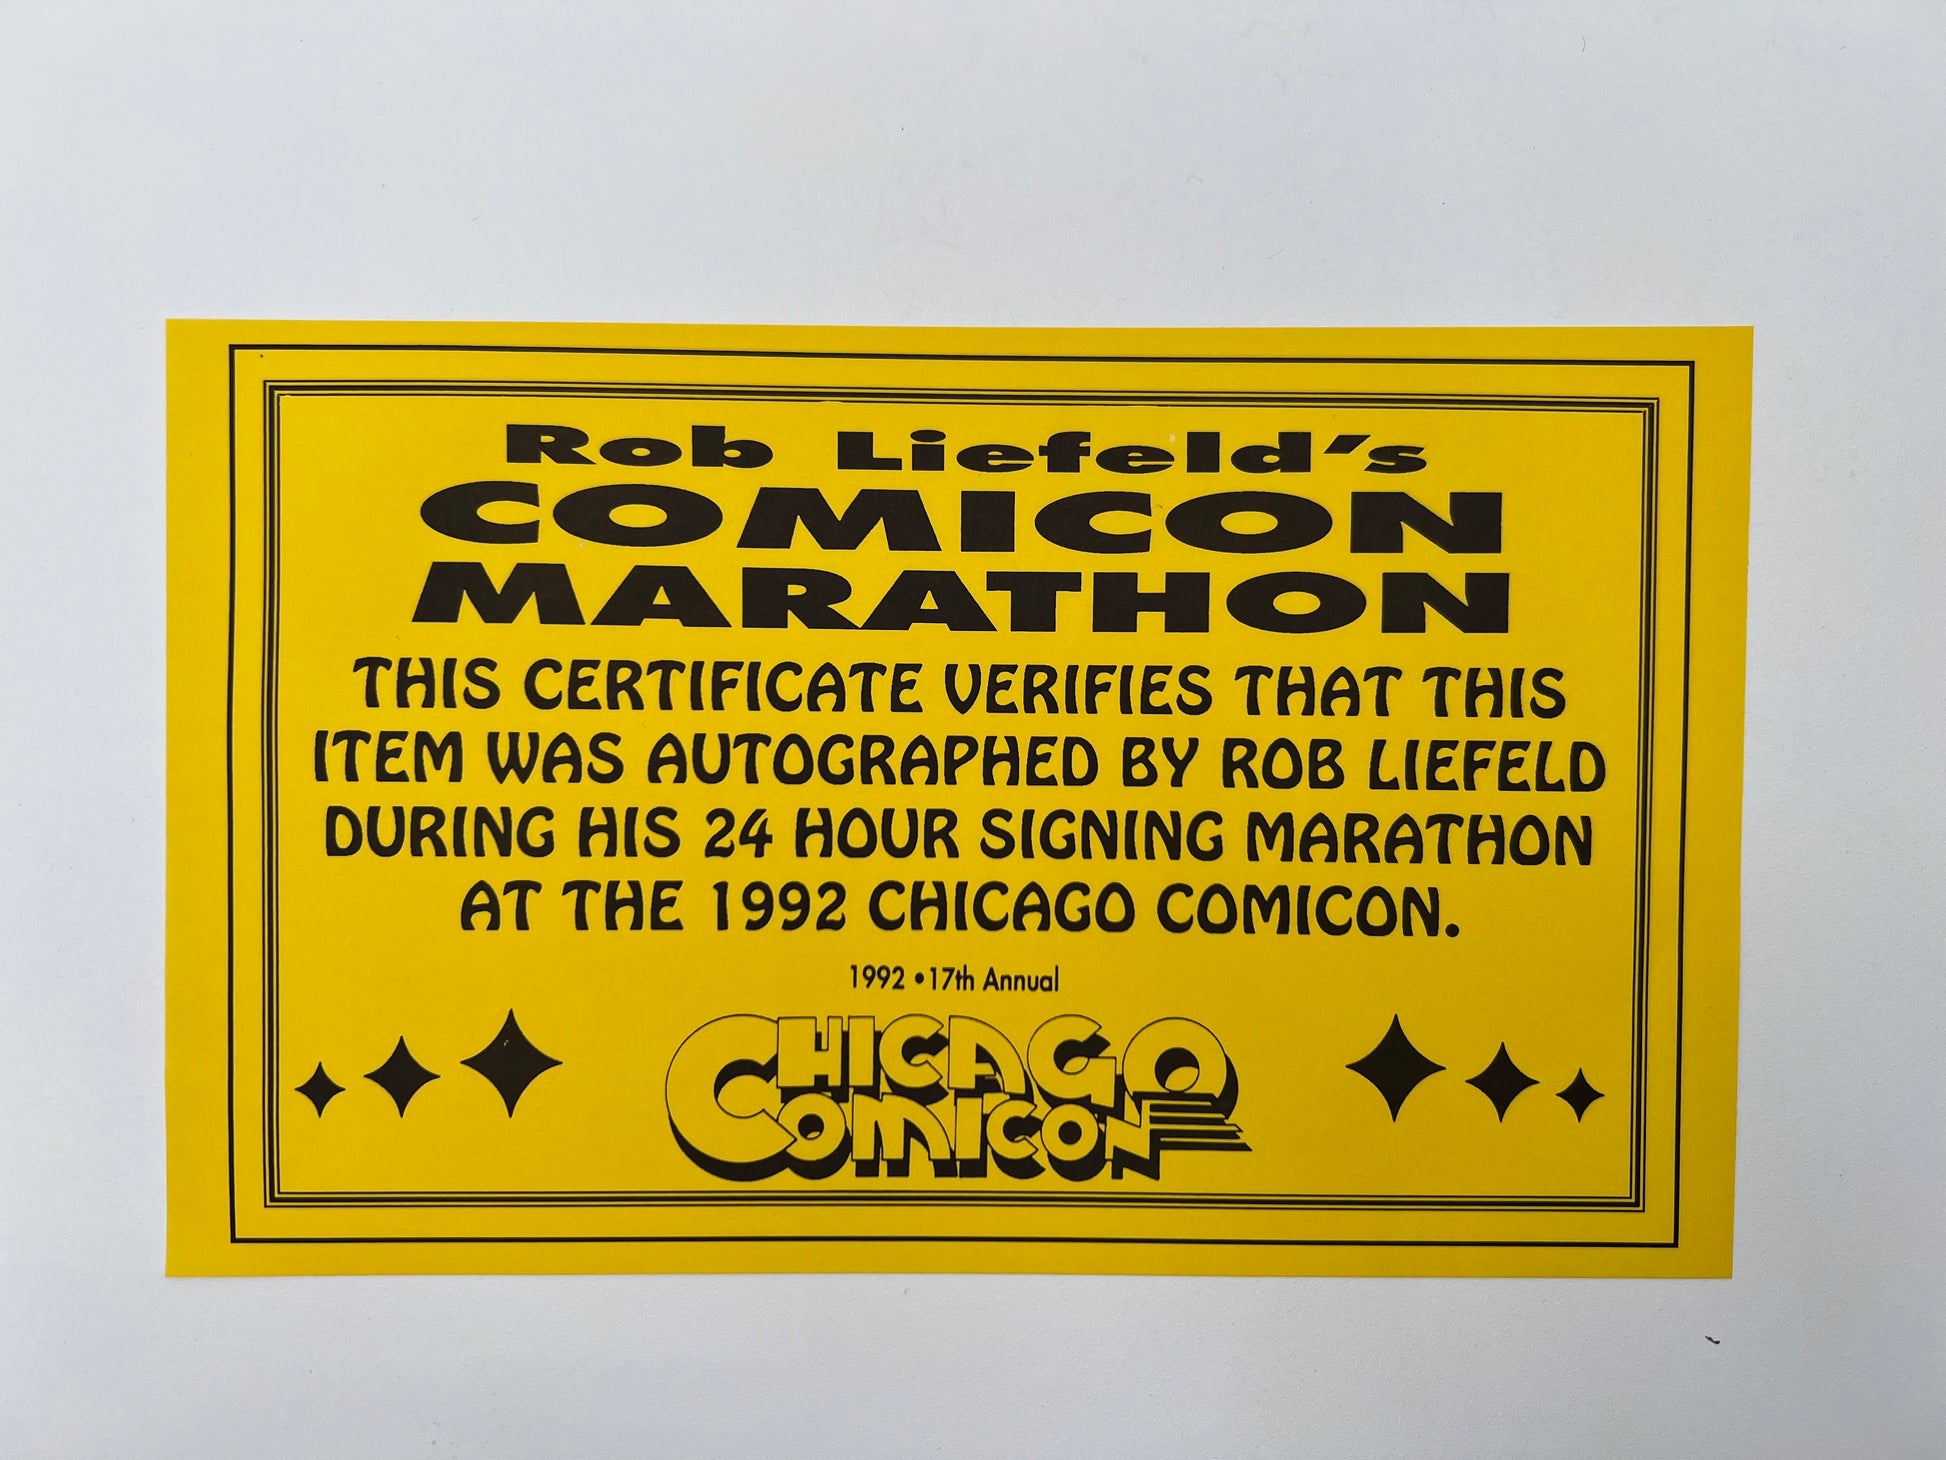 Rob Liefeld's
COMICON
MARATHON
THIS CERTIFICATE VERIFIES THAT THIS
ITEM WAS AUTOGRAPHED BY ROB LIEFELD
DURING HIS 24 HOUR SIGNING MARATHON
AT THE 1992 CHICAGO COMICON.
1992 • 17th Annual
CHICAGO
COMICON